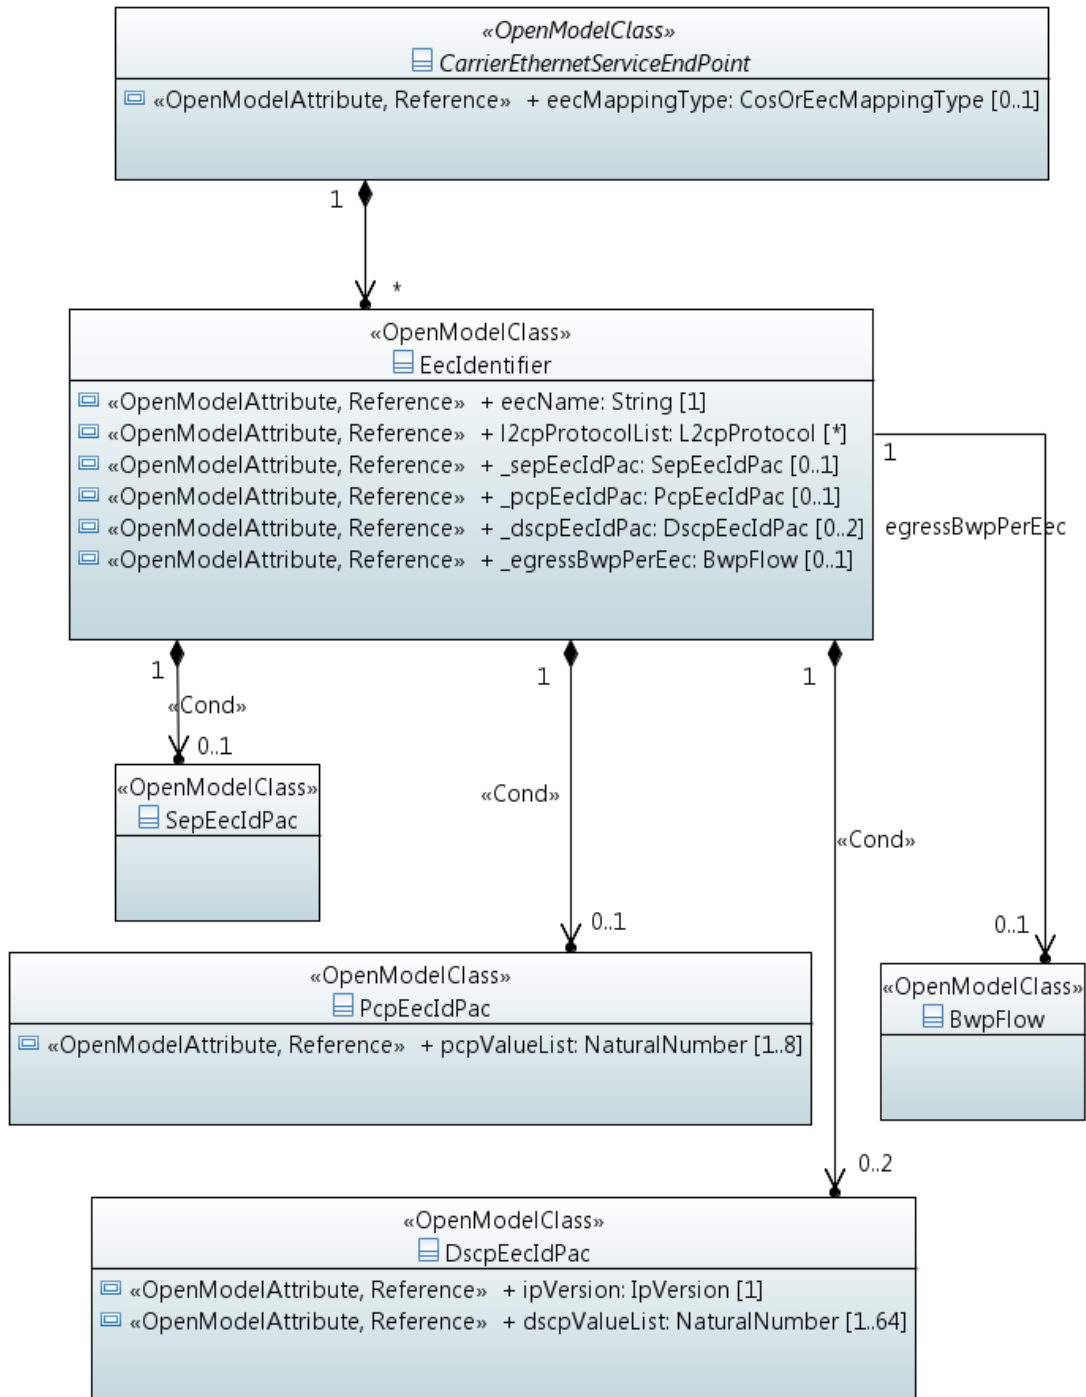 «OpenModelClass»
CarrierEthernetServiceEndPoint
«OpenModelAttribute, Reference» + eecMappingType: CosOrEecMappingType [0..1]
1
*
«OpenModelClass»
EecIdentifier
«OpenModelAttribute, Reference» + eecName: String [1]
«OpenModelAttribute, Reference» + l2cpProtocolList: L2cpProtocol [*]
«OpenModelAttribute, Reference» + _sepEecIdPac: SepEecIdPac [0..1]
«OpenModelAttribute, Reference» + _pcpEecIdPac: PcpEecIdPac [0..1]
«OpenModelAttribute, Reference» + _dscpEecIdPac: DscpEecIdPac [0..2]
«OpenModelAttribute, Reference» + _egressBwpPerEec: BwpFlow [0..1]
1
egressBwpPerEec
1
1
1
«Cond»
0..1
«OpenModelClass»
SepEecIdPac
«Cond»
«Cond»
0..1
0..1
«OpenModelClass»
PcpEecIdPac
«OpenModelAttribute, Reference» + pcpValueList: NaturalNumber [1..8]
«OpenModelClass»
BwpFlow
0..2
«OpenModelClass»
DscpEecIdPac
«OpenModelAttribute, Reference» + ipVersion: IpVersion [1]
«OpenModelAttribute, Reference» + dscpValueList: NaturalNumber [1..64]